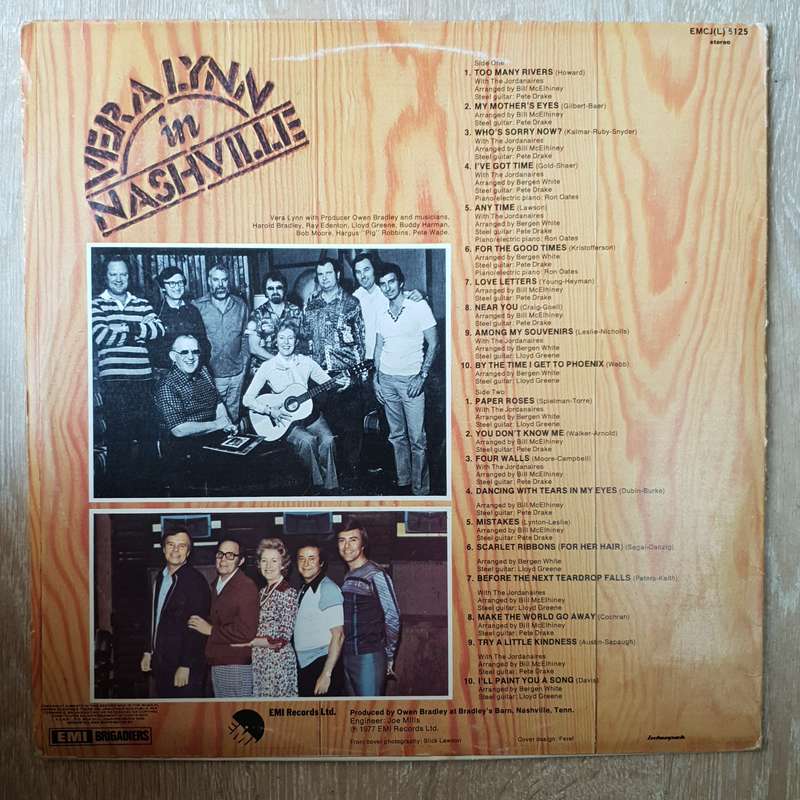 EMCJ(L) 5125
stereo
VERA LYNN
in
NASHVILLE
Vera Lynn with Producer Owen Bradley and musicians,
Harold Bradley, Ray Edenton, Lloyd Greene, Buddy Harman,
Bob Moore, Hargus "Pig" Robbins, Pete Wade.
Side One:
1. TOO MANY RIVERS (Howard)
With The Jordanaires
Arranged by Bill McElhiney
Steel guitar: Pete Drake
2. MY MOTHER'S EYES (Gilbert-Baer)
Arranged by Bill McElhiney
Steel guitar: Pete Drake
3. WHO'S SORRY NOW? (Kalmar-Ruby-Snyder)
With The Jordanaires
Arranged by Bill McElhiney
Steel guitar: Pete Drake
4. I'VE GOT TIME (Gold-Shaer)
With The Jordanaires
Arranged by Bergen White
Steel guitar: Pete Drake
Piano/electric piano: Ron Oates
5. ANY TIME (Lawson)
With The Jordanaires
Arranged by Bergen White
Steel guitar: Pete Drake
Piano/electric piano: Ron Oates
6. FOR THE GOOD TIMES (Kristofferson)
Arranged by Bergen White
Steel guitar: Pete Drake
Piano/electric piano: Ron Oates
7. LOVE LETTERS (Young-Heyman)
Arranged by Bill McElhiney
8. NEAR YOU (Craig-Goell)
Arranged by Bill McElhiney
Steel guitar: Pete Drake
9. AMONG MY SOUVENIRS (Leslie-Nicholls)
With The Jordanaires
Arranged by Bergen White
Steel guitar: Lloyd Greene
10. BY THE TIME I GET TO PHOENIX (Webb)
Arranged by Bergen White
Steel guitar: Lloyd Greene
Side Two:
1. PAPER ROSES (Spielman-Torre)
With The Jordanaires
Arranged by Bergen White
Steel guitar: Lloyd Greene
2. YOU DON'T KNOW ME (Walker-Arnold)
Arranged by Bill McElhiney
Steel guitar: Pete Drake
3. FOUR WALLS (Moore-Campbell)
With The Jordanaires
Arranged by Bill McElhiney
Steel guitar: Pete Drake
4. DANCING WITH TEARS IN MY EYES (Dubin-Burke)
Arranged by Bill McElhiney
Steel guitar: Pete Drake
5. MISTAKES (Lynton-Leslie)
Arranged by Bill McElhiney
Steel guitar: Pete Drake
6. SCARLET RIBBONS (FOR HER HAIR) (Segal-Danzig)
Arranged by Bergen White
Steel guitar: Lloyd Greene
7. BEFORE THE NEXT TEARDROP FALLS (Peters-Keith)
With The Jordanaires
Arranged by Bill McElhiney
Steel guitar: Lloyd Greene
8. MAKE THE WORLD GO AWAY (Cochran)
Arranged by Bill McElhiney
Steel guitar: Pete Drake
9. TRY A LITTLE KINDNESS (Austin-Sapaugh)
With The Jordanaires
Arranged by Bill McElhiney
Steel guitar: Pete Drake
10. I'LL PAINT YOU A SONG (Davis)
Arranged by Bergen White
Steel guitar: Lloyd Greene
EMI BRIGADIERS
EMI Records Ltd.
Produced by Owen Bradley at Bradley's Barn, Nashville, Tenn.
Engineer: Joe Mills
℗ 1977 EMI Records Ltd.
Front cover photography: Slick Lawson
Cover design: Feref